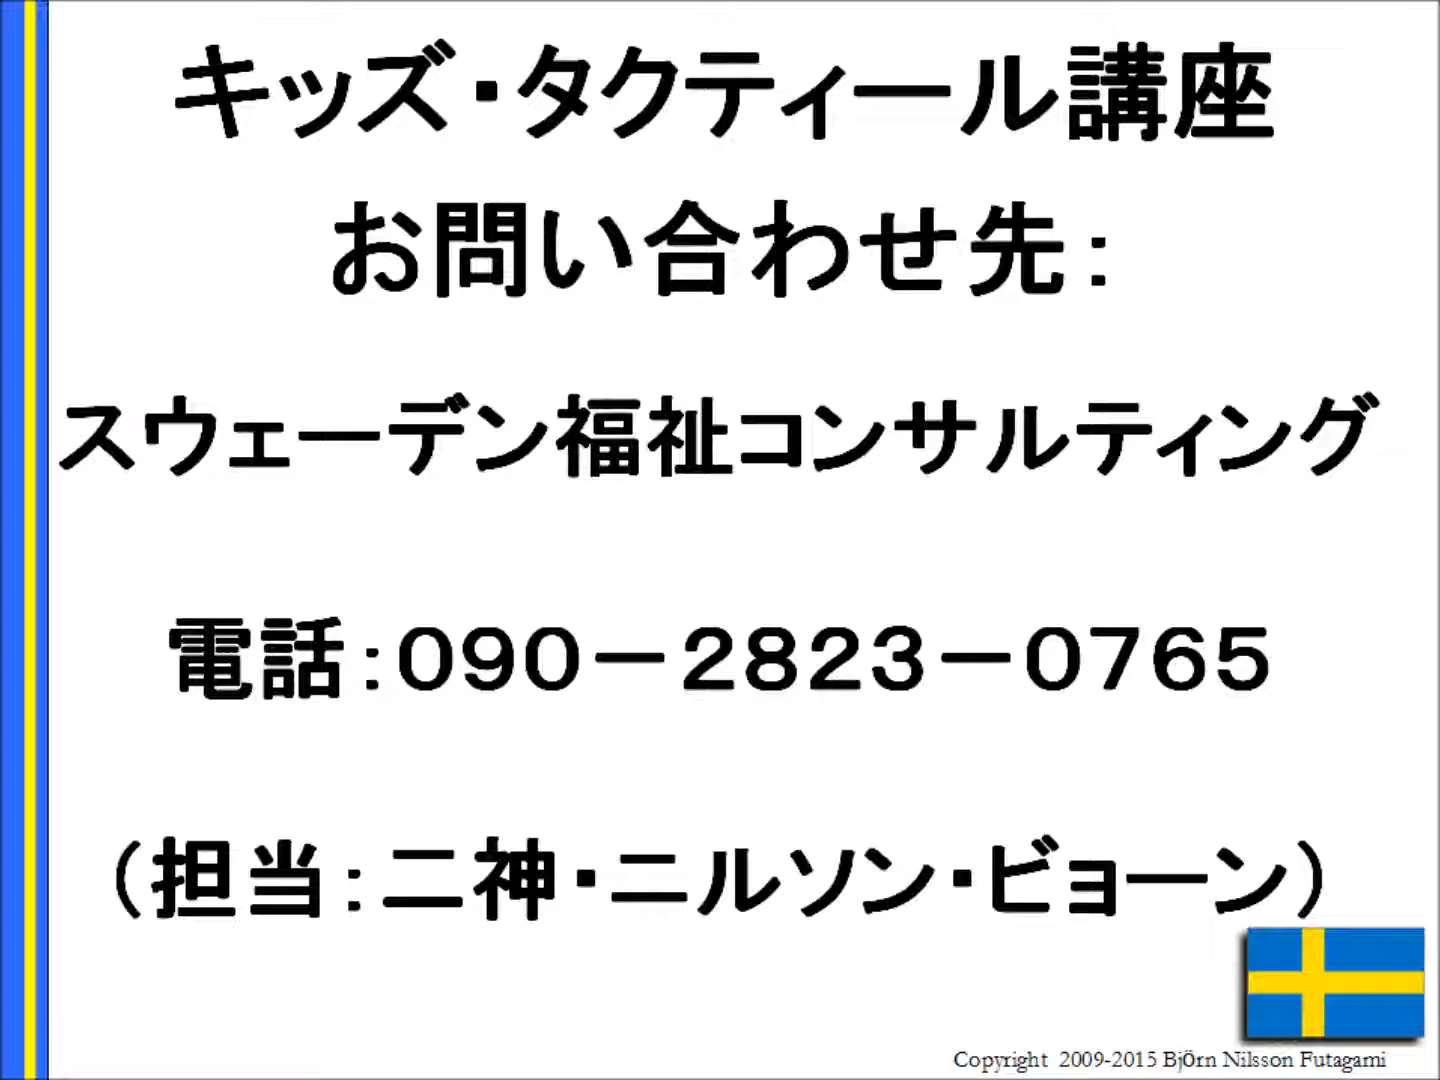 キッズ・タクティール講座
お問い合わせ先：
スウェーデン福祉コンサルティング
電話：０９０－２８２３－０７６５
（担当：二神・ニルソン・ビョーン）
Copyright 2009-2015 Bjӧrn Nilsson Futagami